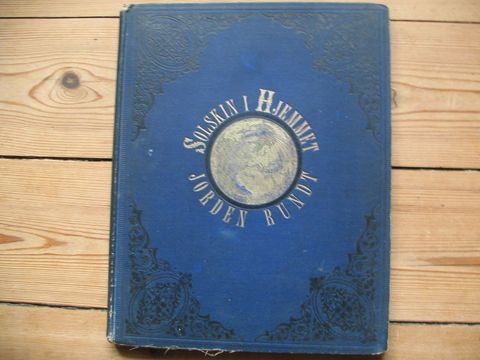 SOLSKIN I HJEMMET
JORDEN RUNDT